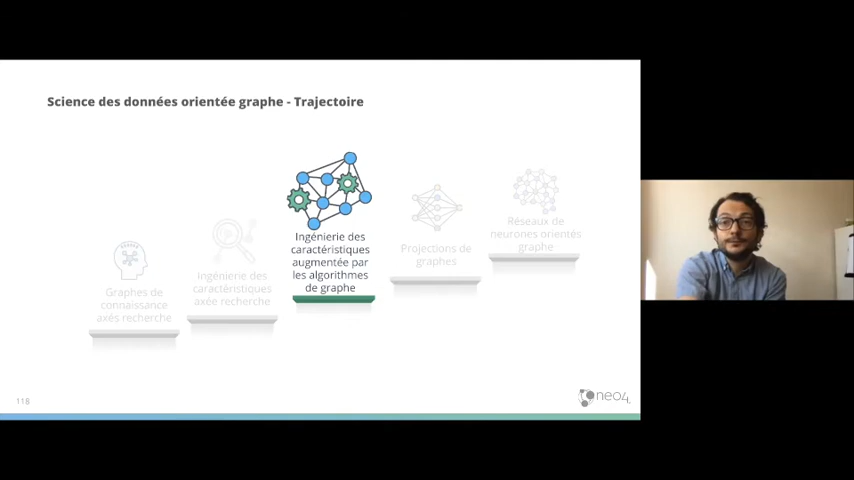 Science des données orientée graphe - Trajectoire
Graphes de
connaissance
axés recherche
Ingénierie des
caractéristiques
axée recherche
Ingénierie des
caractéristiques
augmentée par
les algorithmes
de graphe
Projections de
graphes
Réseaux de
neurones orientés
graphe
118
neo4j